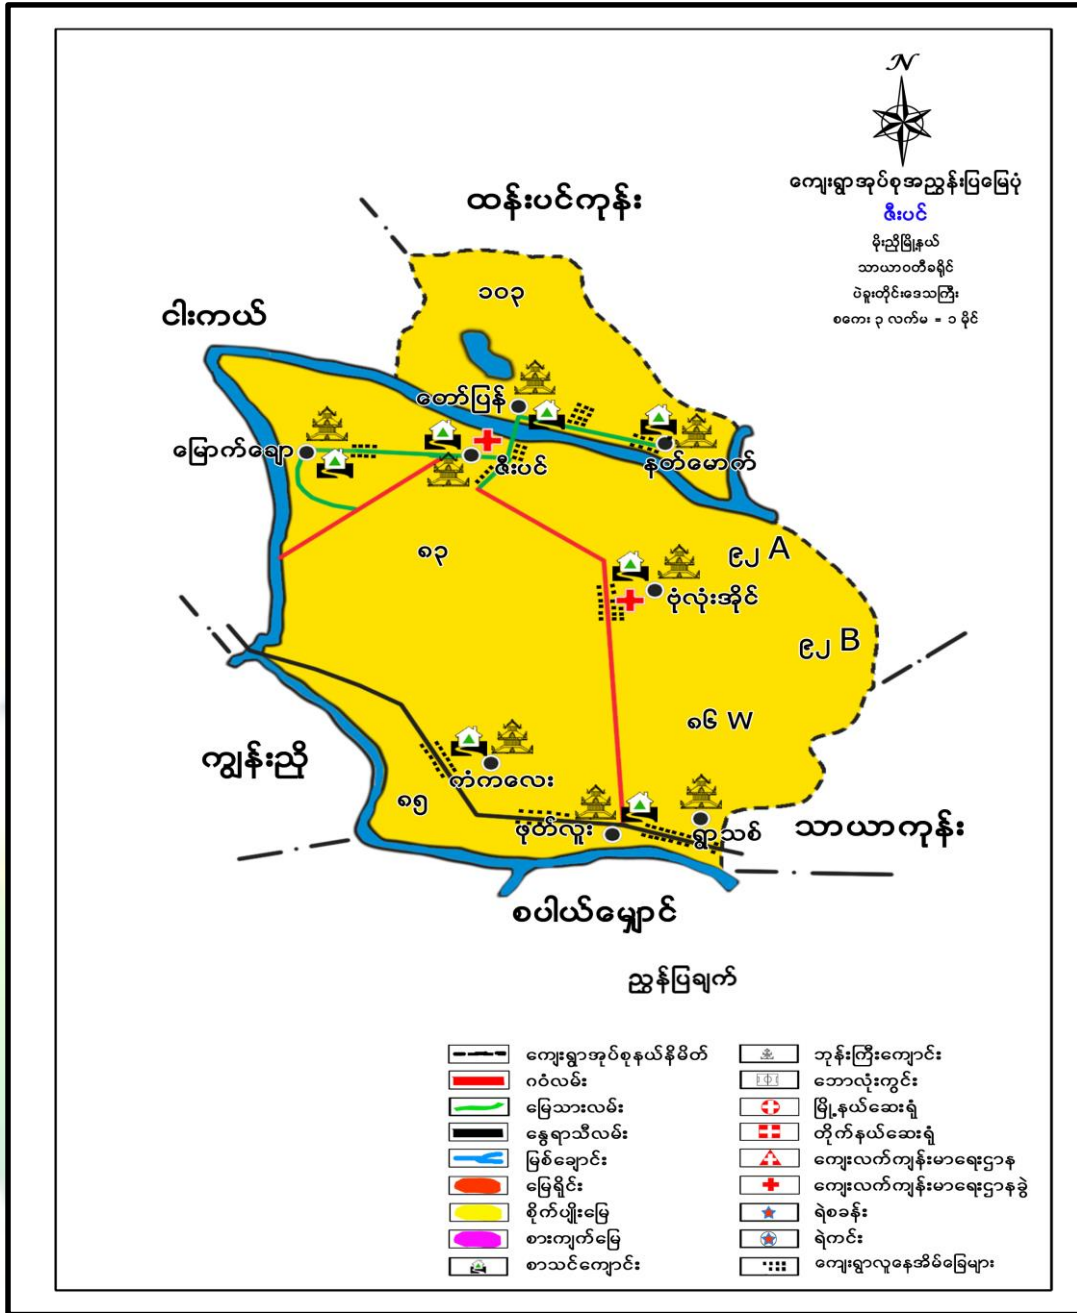 N
ကျေးရွာအုပ်စုအညွှန်းပြမြေပုံ
ဇီးပင်
မိုးညိုမြို့နယ်
သာယာဝတီခရိုင်
ပဲခူးတိုင်းဒေသကြီး
စကေး ၃ လက်မ = ၁ မိုင်
ထန်းပင်ကုန်း
၁၀၃
ငါးကယ်
တော်ပြန်
မြောက်ချော
ဇီးပင်
နတ်မောက်
၈၃
၉၂ A
ဗုံလုံးအိုင်
၉၂ B
၈၆ W
ကျွန်းညို
ကံကလေး
၈၅
ဖုတ်လူး
ရွာသစ်
သာယာကုန်း
စပါယ်မျှောင်
ညွှန်ပြချက်
ကျေးရွာအုပ်စုနယ်နိမိတ်
ဂဝံလမ်း
မြေသားလမ်း
နွေရာသီလမ်း
မြစ်ချောင်း
မြေရိုင်း
စိုက်ပျိုးမြေ
စားကျက်မြေ
စာသင်ကျောင်း
ဘုန်းကြီးကျောင်း
ဘောလုံးကွင်း
မြို့နယ်ဆေးရုံ
တိုက်နယ်ဆေးရုံ
ကျေးလက်ကျန်းမာရေးဌာန
ကျေးလက်ကျန်းမာရေးဌာနခွဲ
ရဲစခန်း
ရဲကင်း
ကျေးရွာလူနေအိမ်ခြေများ